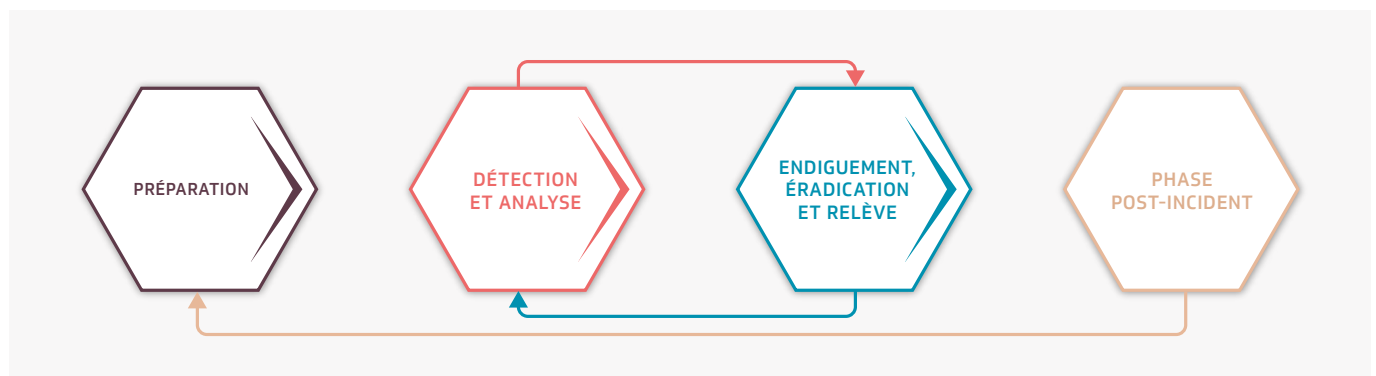 PRÉPARATION
DÉTECTION
ET ANALYSE
ENDIGUEMENT,
ÉRADICATION
ET RELÈVE
PHASE
POST-INCIDENT